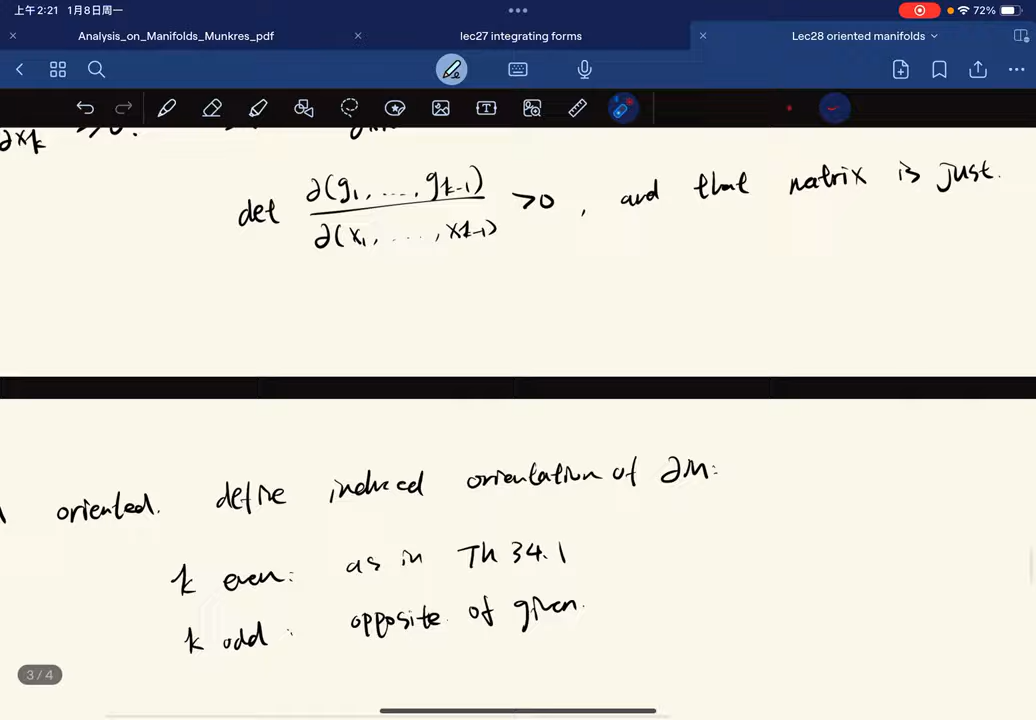 上午2:21 1月8日周一
72%
Analysis_on_Manifolds_Munkres_pdf
lec27 integrating forms
Lec28 oriented manifolds
∂xk >0.
det ∂(g1, ..., gk-1) / ∂(x1, ..., xk-1) >0, and that matrix is just.
oriented. define induced orientation of ∂M:
k even: as in Th 34.1
k odd: opposite of given.
3 / 4